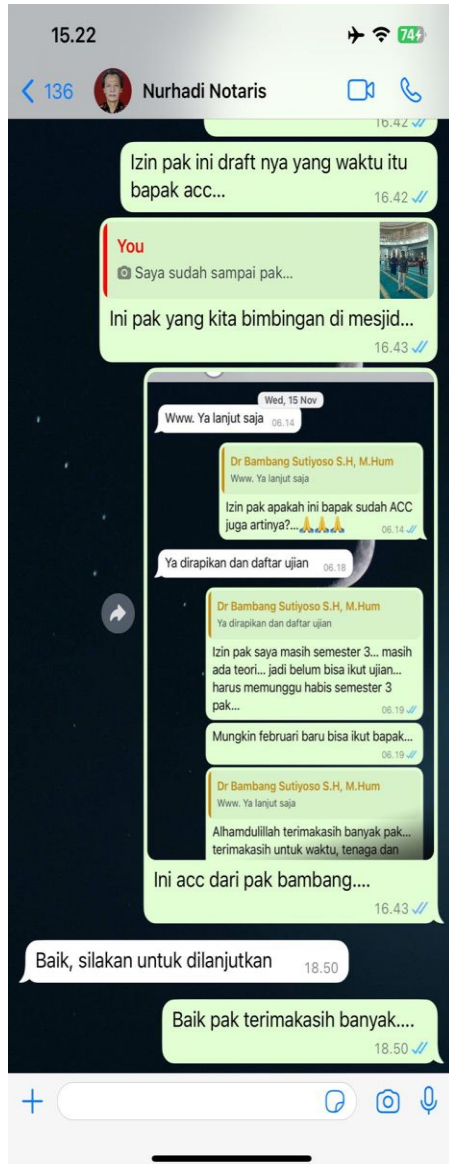 15.22
74
136
Nurhadi Notaris
16.42
Izin pak ini draft nya yang waktu itu
bapak acc...
16.42
You
Saya sudah sampai pak...
Ini pak yang kita bimbingan di mesjid...
16.43
Wed, 15 Nov
Www. Ya lanjut saja 06.14
Dr Bambang Sutiyoso S.H, M.Hum
Www. Ya lanjut saja
Izin pak apakah ini bapak sudah ACC
juga artinya?...🙏🙏🙏 06.14
Ya dirapikan dan daftar ujian 06.18
Dr Bambang Sutiyoso S.H, M.Hum
Ya dirapikan dan daftar ujian
Izin pak saya masih semester 3... masih
ada teori... jadi belum bisa ikut ujian...
harus memunggu habis semester 3
pak... 06.19
Mungkin februari baru bisa ikut bapak...
06.19
Dr Bambang Sutiyoso S.H, M.Hum
Www. Ya lanjut saja
Alhamdulillah terimakasih banyak pak...
terimakasih untuk waktu, tenaga dan
Ini acc dari pak bambang....
16.43
Baik, silakan untuk dilanjutkan 18.50
Baik pak terimakasih banyak....
18.50